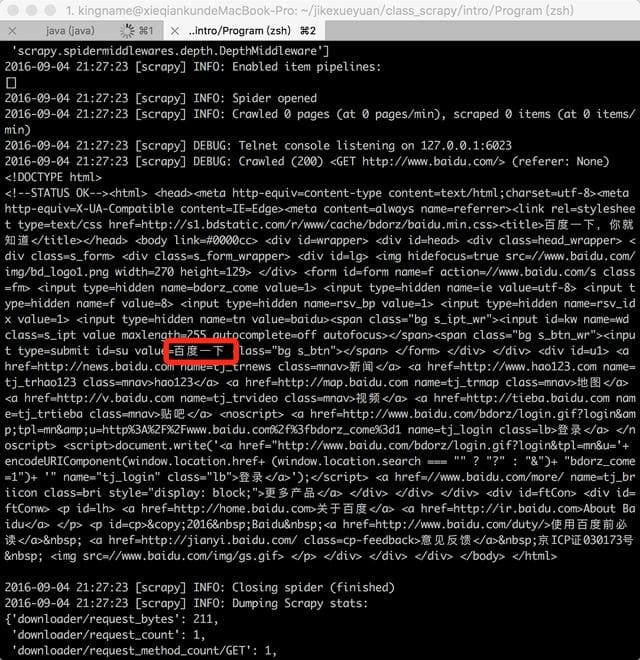 1. kingname@xieqiankundeMacBook-Pro: ~/jikexueyuan/class_scrapy/intro/Program (zsh)
java (java) ⌘1 × ..intro/Program (zsh) ⌘2
'scrapy.spidermiddlewares.depth.DepthMiddleware']
2016-09-04 21:27:23 [scrapy] INFO: Enabled item pipelines:
[]
2016-09-04 21:27:23 [scrapy] INFO: Spider opened
2016-09-04 21:27:23 [scrapy] INFO: Crawled 0 pages (at 0 pages/min), scraped 0 items (at 0 items/
min)
2016-09-04 21:27:23 [scrapy] DEBUG: Telnet console listening on 127.0.0.1:6023
2016-09-04 21:27:23 [scrapy] DEBUG: Crawled (200) <GET http://www.baidu.com/> (referer: None)
<!DOCTYPE html>
<!--STATUS OK--><html> <head><meta http-equiv=content-type content=text/html;charset=utf-8><meta
http-equiv=X-UA-Compatible content=IE=Edge><meta content=always name=referrer><link rel=styleshee
t type=text/css href=http://s1.bdstatic.com/r/www/cache/bdorz/baidu.min.css><title>百度一下，你就
知道</title></head> <body link=#0000cc> <div id=wrapper> <div id=head> <div class=head_wrapper> <
div class=s_form> <div class=s_form_wrapper> <div id=lg> <img hidefocus=true src=//www.baidu.com/
img/bd_logo1.png width=270 height=129> </div> <form id=form name=f action=//www.baidu.com/s class
=fm> <input type=hidden name=bdorz_come value=1> <input type=hidden name=ie value=utf-8> <input t
ype=hidden name=f value=8> <input type=hidden name=rsv_bp value=1> <input type=hidden name=rsv_id
x value=1> <input type=hidden name=tn value=baidu><span class="bg s_ipt_wr"><input id=kw name=wd
class=s_ipt value maxlength=255 autocomplete=off autofocus></span><span class="bg s_btn_wr"><inpu
t type=submit id=su value=百度一下 class="bg s_btn"></span> </form> </div> </div> <div id=u1> <a
href=http://news.baidu.com name=tj_trnews class=mnav>新闻</a> <a href=http://www.hao123.com name=
tj_trhao123 class=mnav>hao123</a> <a href=http://map.baidu.com name=tj_trmap class=mnav>地图</a>
<a href=http://v.baidu.com name=tj_trvideo class=mnav>视频</a> <a href=http://tieba.baidu.com nam
e=tj_trtieba class=mnav>贴吧</a> <noscript> <a href=http://www.baidu.com/bdorz/login.gif?login&am
p;tpl=mn&amp;u=http%3A%2F%2Fwww.baidu.com%2f%3fbdorz_come%3d1 name=tj_login class=lb>登录</a> </n
oscript> <script>document.write('<a href="http://www.baidu.com/bdorz/login.gif?login&tpl=mn&u='+
encodeURIComponent(window.location.href+ (window.location.search === "" ? "?" : "&")+ "bdorz_come
=1")+ '" name="tj_login" class="lb">登录</a>');</script> <a href=//www.baidu.com/more/ name=tj_br
iicon class=bri style="display: block;">更多产品</a> </div> </div> </div> <div id=ftCon> <div id=
ftConw> <p id=lh> <a href=http://home.baidu.com>关于百度</a> <a href=http://ir.baidu.com>About Ba
idu</a> </p> <p id=cp>&copy;2016&nbsp;Baidu&nbsp;<a href=http://www.baidu.com/duty/>使用百度前必
读</a>&nbsp; <a href=http://jianyi.baidu.com/ class=cp-feedback>意见反馈</a>&nbsp;京ICP证030173号
&nbsp; <img src=//www.baidu.com/img/gs.gif> </p> </div> </div> </div> </body> </html>
2016-09-04 21:27:23 [scrapy] INFO: Closing spider (finished)
2016-09-04 21:27:23 [scrapy] INFO: Dumping Scrapy stats:
{'downloader/request_bytes': 211,
'downloader/request_count': 1,
'downloader/request_method_count/GET': 1,